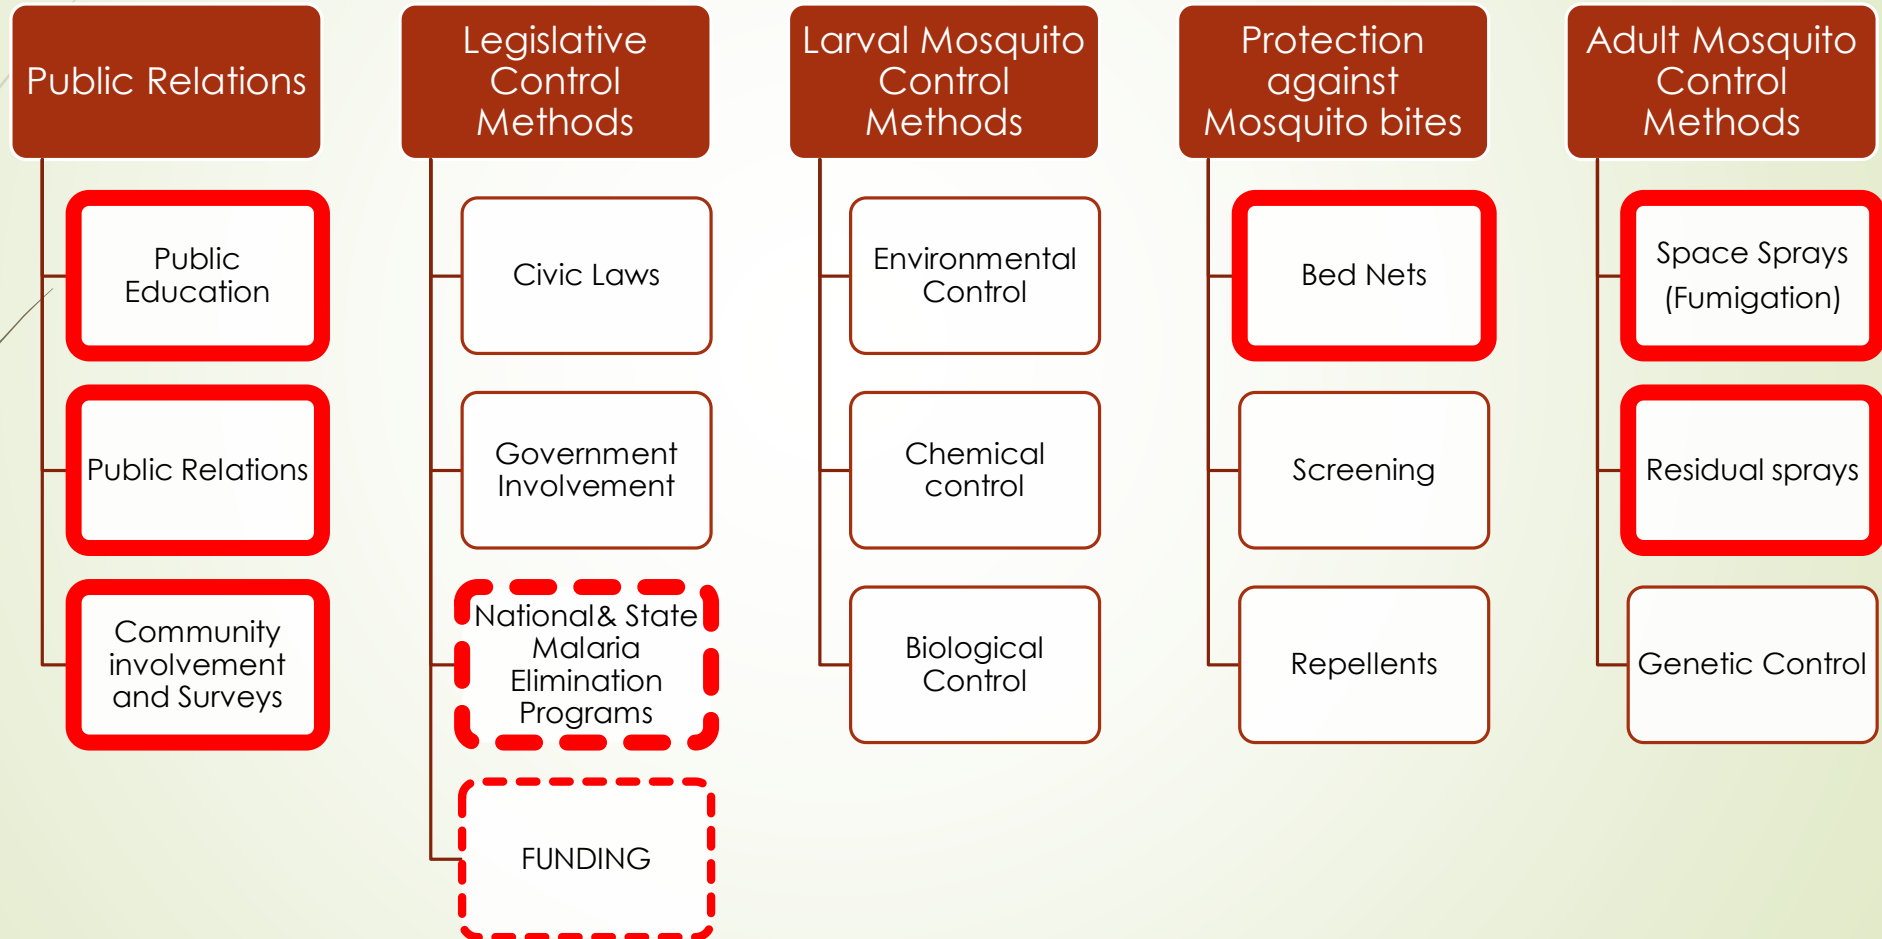 Public Relations
Public
Education
Public Relations
Community
involvement
and Surveys
Legislative
Control
Methods
Civic Laws
Government
Involvement
National& State
Malaria
Elimination
Programs
FUNDING
Larval Mosquito
Control
Methods
Environmental
Control
Chemical
control
Biological
Control
Protection
against
Mosquito bites
Bed Nets
Screening
Repellents
Adult Mosquito
Control
Methods
Space Sprays
(Fumigation)
Residual sprays
Genetic Control